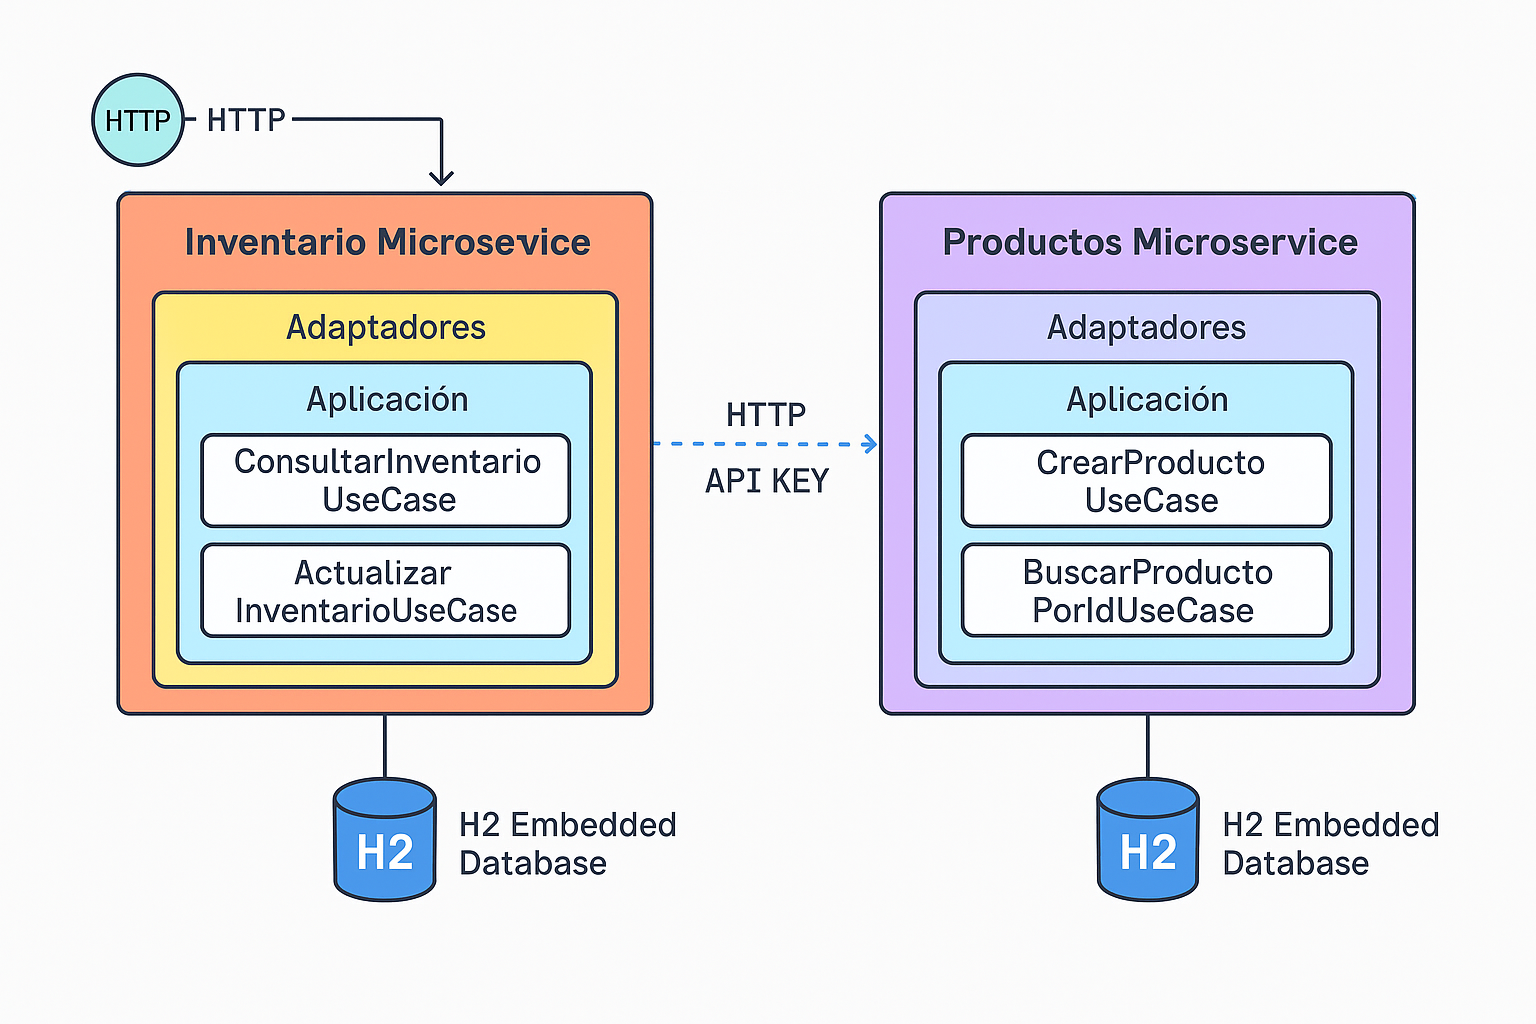 HTTP
HTTP
Inventario Microsevice
Adaptadores
Aplicación
ConsultarInventario
UseCase
Actualizar
InventarioUseCase
H2
H2 Embedded
Database
HTTP
API KEY
Productos Microservice
Adaptadores
Aplicación
CrearProducto
UseCase
BuscarProducto
PorIdUseCase
H2
H2 Embedded
Database